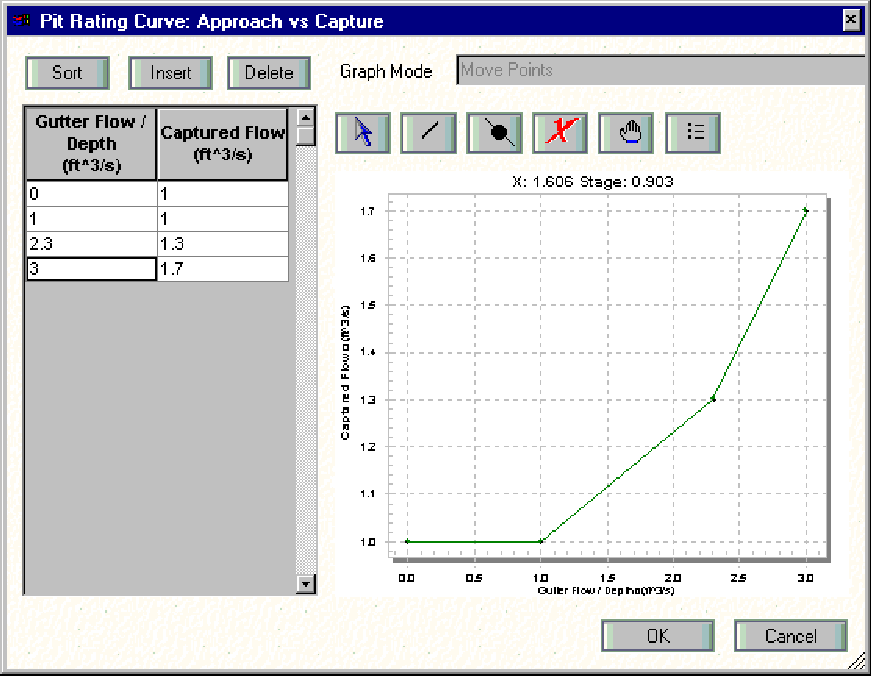 Pit Rating Curve: Approach vs Capture
Sort Insert Delete Graph Mode Move Points
Gutter Flow / Depth (ft^3/s) Captured Flow (ft^3/s)
0 1
1 1
2.3 1.3
3 1.7
X: 1.606 Stage: 0.903
1.7
1.6
1.5
1.4
1.3
1.2
1.1
1.0
Captured Flow (ft^3/s)
0.0 0.5 1.0 1.5 2.0 2.5 3.0
Gutter Flow / Depth (ft^3/s)
OK Cancel